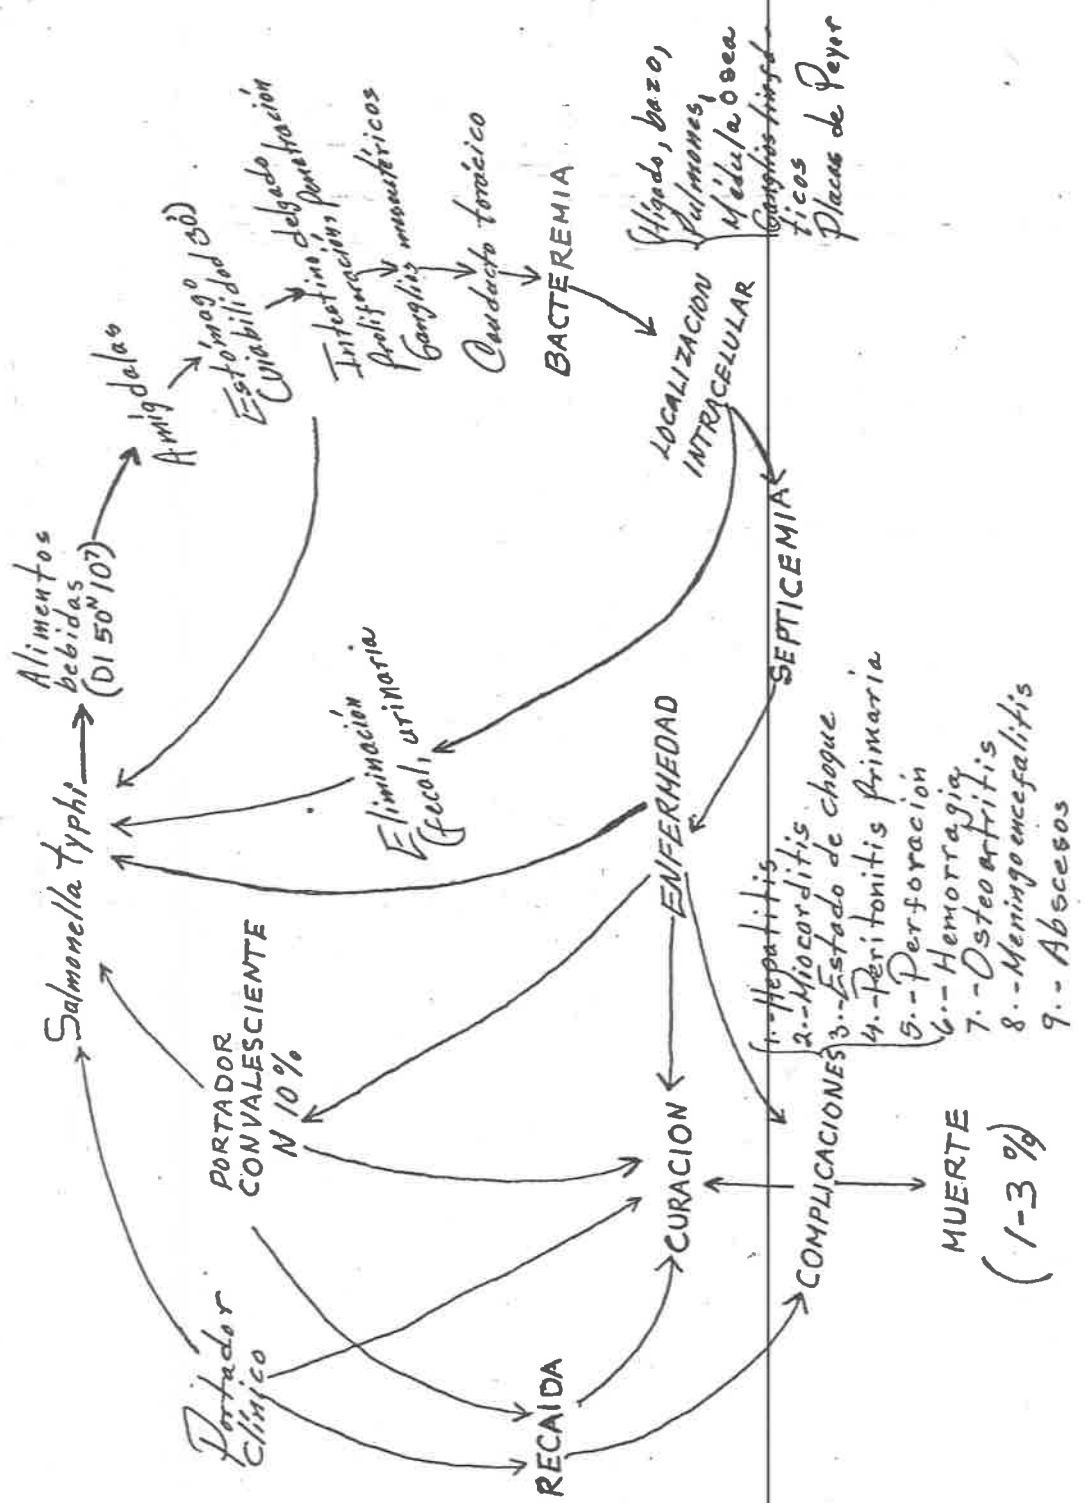 Salmonella typhi
Alimentos
bebidas
(DI 50 N 10⁷)
Amígdalas
Estómago
(viabilidad
Intestino delgado
Proliferación, penetración
Ganglios mesentéricos
Conducto torácico
BACTEREMIA
LOCALIZACION
INTRACELULAR
Hígado, bazo,
pulmones,
Médula ósea
Ganglios linfá-
ticos
Placas de Peyer
SEPTICEMIA
Eliminación
(fecal, urinaria
ENFERMEDAD
PORTADOR
CONVALESCIENTE
N 10%
Portador
clínico
RECAIDA
CURACION
COMPLICACIONES
1.-Hepatitis
2.-Miocarditis
3.-Estado de choque
4.-Peritonitis Primaria
5.-Perforación
6.-Hemorragia
7.-Osteoartritis
8.-Meningoencefalitis
9.-Abscesos
MUERTE
(1-3%)